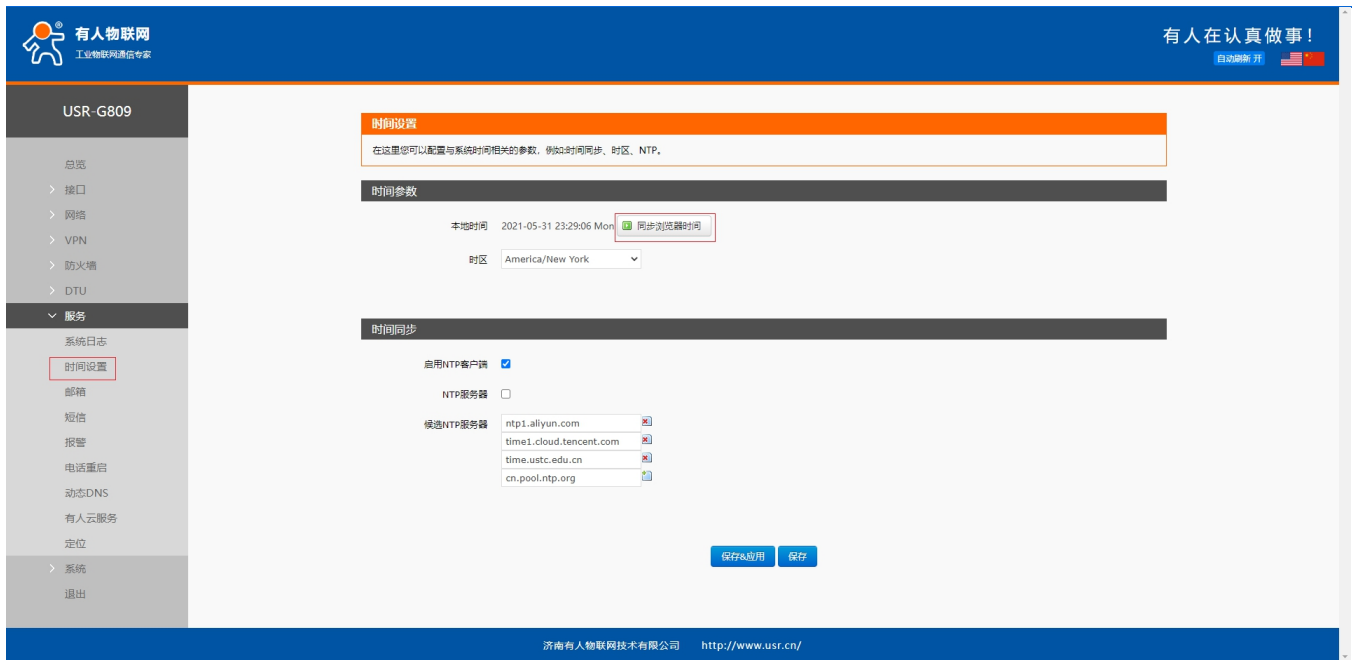 有人物联网
®
工业物联网通信专家
有人在认真做事!
自动刷新 开
USR-G809
总览
接口
网络
VPN
防火墙
DTU
服务
系统日志
时间设置
邮箱
短信
报警
电话重启
动态DNS
有人云服务
定位
系统
退出
时间设置
在这里您可以配置与系统时间相关的参数,例如:时间同步、时区、NTP。
时间参数
本地时间 2021-05-31 23:29:06 Mon 同步浏览器时间
时区 America/New York
时间同步
启用NTP客户端
NTP服务器
候选NTP服务器 ntp1.aliyun.com
time1.cloud.tencent.com
time.ustc.edu.cn
cn.pool.ntp.org
保存&应用 保存
济南有人物联网技术有限公司 http://www.usr.cn/